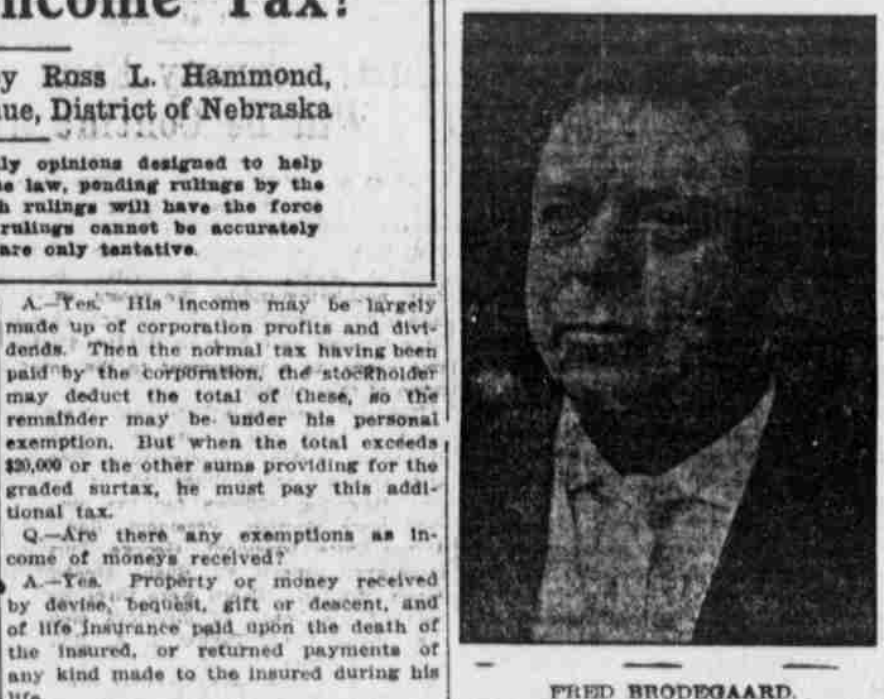 ncome Tax?
y Ross L. Hammond,
ue, District of Nebraska
ly opinions designed to help
e law, pending rulings by the
h rulings will have the force
rulings cannot be accurately
are only tentative.
A.—Yes. His income may be largely
made up of corporation profits and divi-
dends. Then the normal tax having been
paid by the corporation, the stockholder
may deduct the total of these, so the
remainder may be under his personal
exemption. But when the total exceeds
$20,000 or the other sums providing for the
graded surtax, he must pay this addi-
tional tax.
Q.—Are there any exemptions as in-
come of moneys received?
A.—Yes. Property or money received
by devise, bequest, gift or descent, and
of life insurance paid upon the death of
the insured, or returned payments of
any kind made to the insured during his
life
FRED BRODEGAARD.